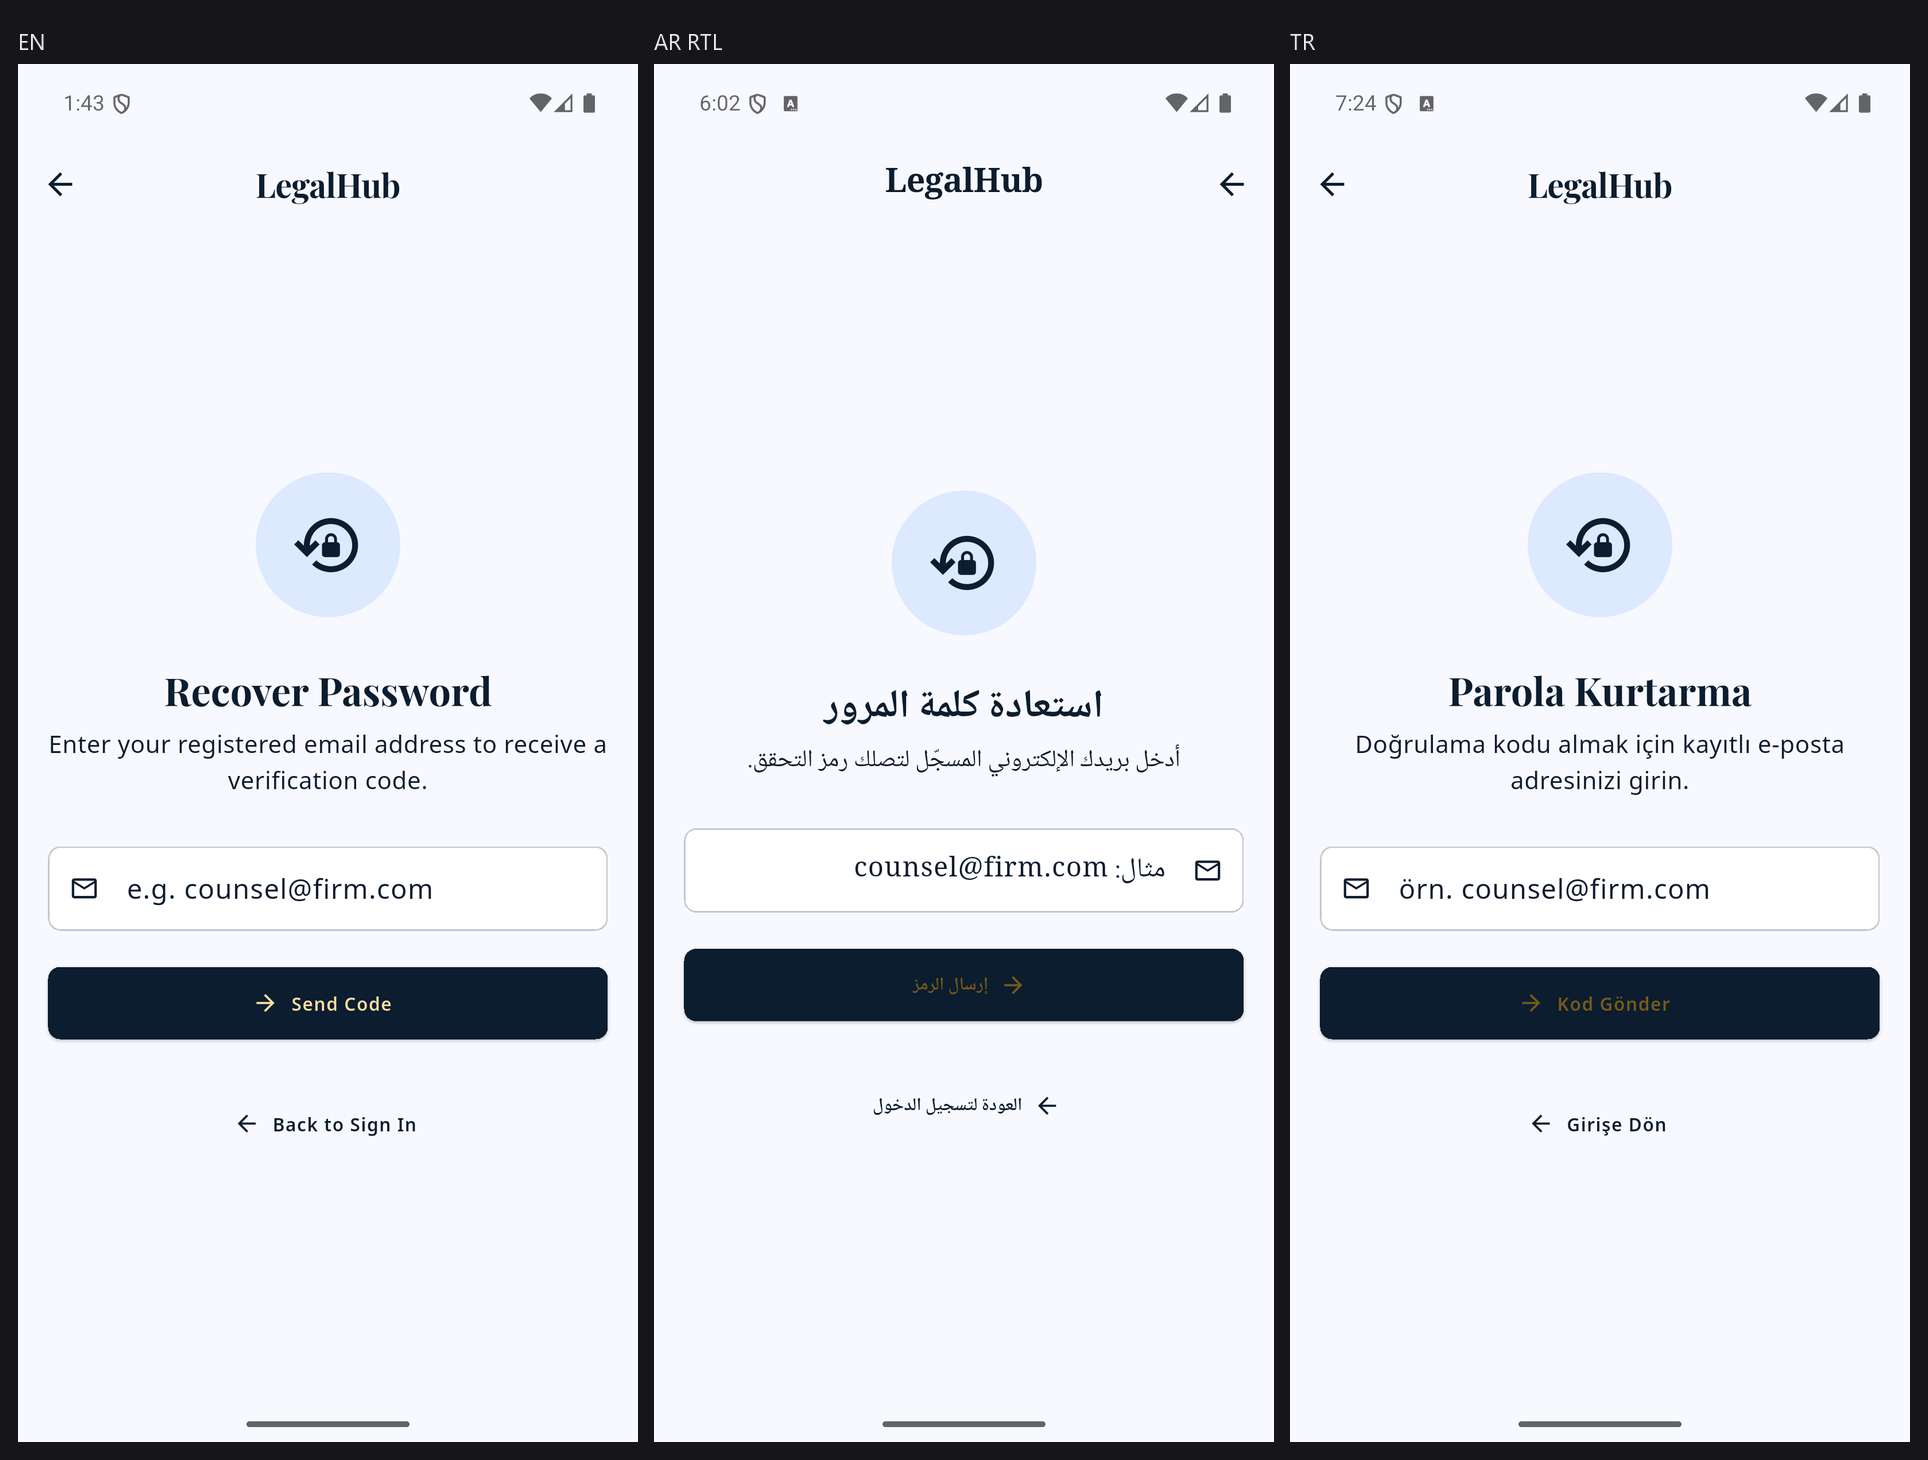 EN
1:43
LegalHub
Recover Password
Enter your registered email address to receive a
verification code.
e.g. counsel@firm.com
Send Code
Back to Sign In
AR RTL
6:02
A
LegalHub
استعادة كلمة المرور
أدخل بريدك الإلكتروني المسجّل لتصلك رمز التحقق.
مثال: counsel@firm.com
إرسال الرمز
العودة لتسجيل الدخول
TR
7:24
A
LegalHub
Parola Kurtarma
Doğrulama kodu almak için kayıtlı e-posta
adresinizi girin.
örn. counsel@firm.com
Kod Gönder
Girişe Dön